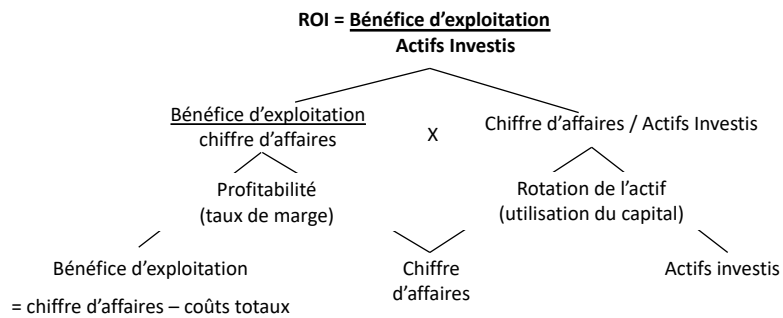 ROI = Bénéfice d’exploitation
Actifs Investis
Bénéfice d’exploitation
chiffre d’affaires
X
Chiffre d’affaires / Actifs Investis
Profitabilité
(taux de marge)
Rotation de l’actif
(utilisation du capital)
Bénéfice d’exploitation
= chiffre d’affaires – coûts totaux
Chiffre
d’affaires
Actifs investis